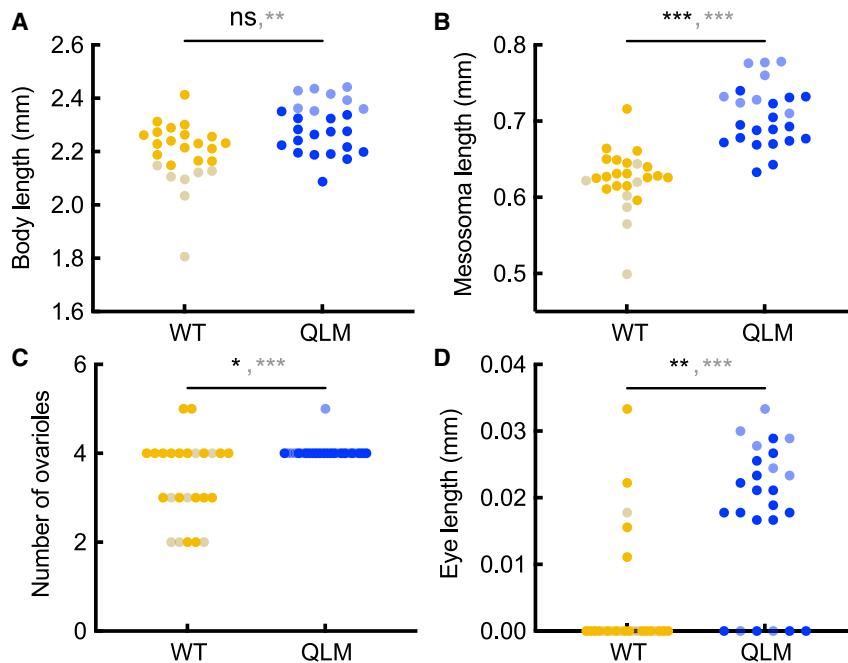 A
ns,**
Body length (mm)
2.6
2.4
2.2
2.0
1.8
1.6
WT
QLM
B
***,***
Mesosoma length (mm)
0.8
0.7
0.6
0.5
WT
QLM
C
*,***
Number of ovarioles
6
4
2
0
WT
QLM
D
**,***
Eye length (mm)
0.04
0.03
0.02
0.01
0.00
WT
QLM